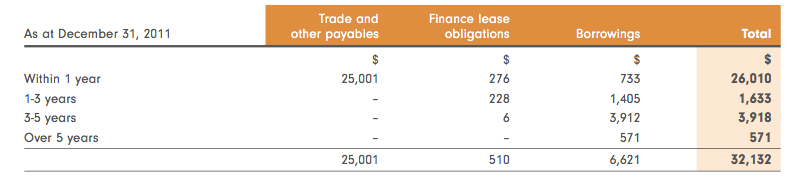 Trade and Finance lease
As at December 31, 2011 other payables obligations Borrowings Total
$ $ $ $
Within 1 year 25,001 276 733 26,010
1-3 years – 228 1,405 1,633
3-5 years – 6 3,912 3,918
Over 5 years – – 571 571
25,001 510 6,621 32,132